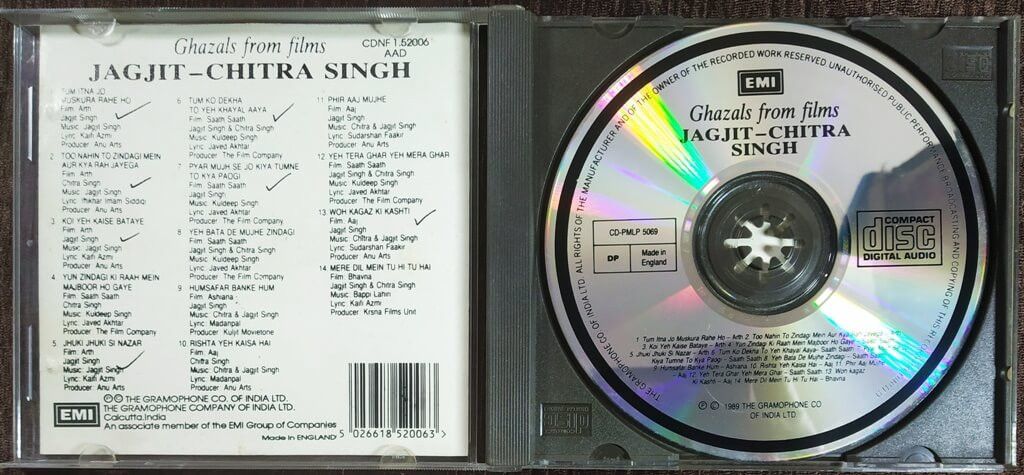 Ghazals from films
CDNF 1.52006
AAD
JAGJIT-CHITRA SINGH
TUM ITNA JO
MUSKURA RAHE HO
Film: Arth
Jagjit Singh
Music: Jagjit Singh
Lyric: Kaifi Azmi
Producer: Anu Arts
2 TOO NAHIN TO ZINDAGI MEIN
AUR KYA RAH JAYEGA
Film: Arth
Chitra Singh
Music: Jagjit Singh
Lyric: Iftikhar Imam Siddiqi
Producer: Anu Arts
3 KOI YEH KAISE BATAYE
Film: Arth
Jagjit Singh
Music: Jagjit Singh
Lyric: Kaifi Azmi
Producer: Anu Arts
4 YUN ZINDAGI KI RAAH MEIN
MAJBOOR HO GAYE
Film: Saath Saath
Chitra Singh
Music: Kuldeep Singh
Lyric: Javed Akhtar
Producer: The Film Company
5 JHUKI JHUKI SI NAZAR
Film: Arth
Jagjit Singh
Music: Jagjit Singh
Lyric: Kaifi Azmi
Producer: Anu Arts
6 TUM KO DEKHA
TO YEH KHAYAL AAYA
Film: Saath Saath
Jagjit Singh & Chitra Singh
Music: Kuldeep Singh
Lyric: Javed Akhtar
Producer: The Film Company
7 PYAR MUJH SE JO KIYA TUMNE
TO KYA PAOGI
Film: Saath Saath
Jagjit Singh
Music: Kuldeep Singh
Lyric: Javed Akhtar
Producer: The Film Company
8 YEH BATA DE MUJHE ZINDAGI
Film: Saath Saath
Jagjit Singh & Chitra Singh
Music: Kuldeep Singh
Lyric: Javed Akhtar
Producer: The Film Company
9 HUMSAFAR BANKE HUM
Film: Ashiana
Jagjit Singh
Music: Jagjit Singh
Lyric: Madanpal
Producer: Kuljit Movietone
10. RISHTA YEH KAISA HAI
Film: Aaj
Chitra Singh
Music: Chitra & Jagjit Singh
Lyric: Madanpal
Producer: Anu Arts
11 PHIR AAJ MUJHE
Film: Aaj
Jagjit Singh
Music: Chitra & Jagjit Singh
Lyric: Sudarshan Faakir
Producer: Anu Arts
12 YEH TERA GHAR YEH MERA GHAR
Film: Saath Saath
Jagjit Singh & Chitra Singh
Music: Kuldeep Singh
Lyric: Javed Akhtar
Producer: The Film Company
13 WOH KAGAZ KI KASHTI
Film: Aaj
Jagjit Singh
Music: Chitra & Jagjit Singh
Lyric: Sudarshan Faakir
Producer: Anu Arts
14 MERE DIL MEIN TU HI TU HAI
Film: Bhavna
Jagjit Singh & Chitra Singh
Music: Bappi Lahiri
Lyric: Kaifi Azmi
Producer: Krsna Films Unit
EMI
Ⓟ© THE GRAMOPHONE CO. OF INDIA LTD.
THE GRAMOPHONE COMPANY OF INDIA LTD.
Calcutta, India
An associate member of the EMI Group of Companies
Made in ENGLAND
5 026618 520063 >
THE GRAMOPHONE CO. OF INDIA LTD. ALL RIGHTS OF THE MANUFACTURER AND OF THE OWNER OF THE RECORDED WORK RESERVED UNAUTHORISED PUBLIC PERFORMANCE BROADCASTING AND COPYING OF THIS
EMI
Ghazals from films
JAGJIT-CHITRA
SINGH
CD-PMLP 5069
DP
Made in
England
COMPACT
disc
DIGITAL AUDIO
1 Tum Itna Jo Muskura Rahe Ho - Arth 2. Too Nahin To Zindagi Mein Aur Kya
3 Koi Yeh Kaise Bataye - Arth 4 Yun Zindagi Ki Raah Mein Majboor Ho Gaye
5 Jhuki Jhuki Si Nazar - Arth 6 Tum Ko Dekha To Yeh Khayal Aaya- Saath Saath
Kiya Tumne To Kya Paogi - Saath Saath 8 Yeh Bata De Mujhe Zindagi - Saath
9 Humsafar Banke Hum - Ashiana 10. Rishta Yeh Kaisa Hai - Aaj 11. Phir Aaj
- Aaj 12. Yeh Tera Ghar Yeh Mera Ghar - Saath Saath 13. Woh Kagaz
Ki Kashti - Aaj 14. Mere Dil Mein Tu Hi Tu Hai - Bhavna
Ⓟ © 1989 THE GRAMOPHONE CO
OF INDIA LTD.